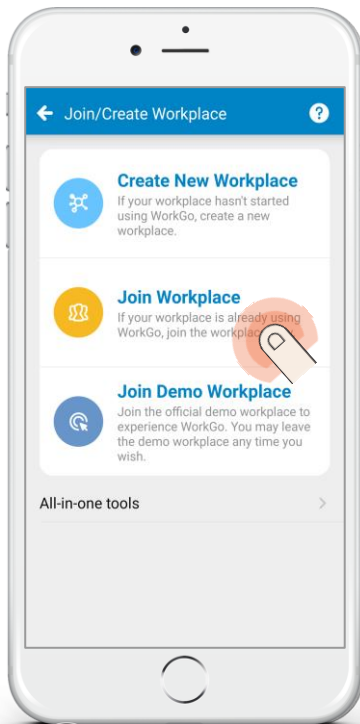 Join/Create Workplace ?
Create New Workplace
If your workplace hasn't started
using WorkGo, create a new
workplace.
Join Workplace
If your workplace is already using
WorkGo, join the workplace
Join Demo Workplace
Join the official demo workplace to
experience WorkGo. You may leave
the demo workplace any time you
wish.
All-in-one tools